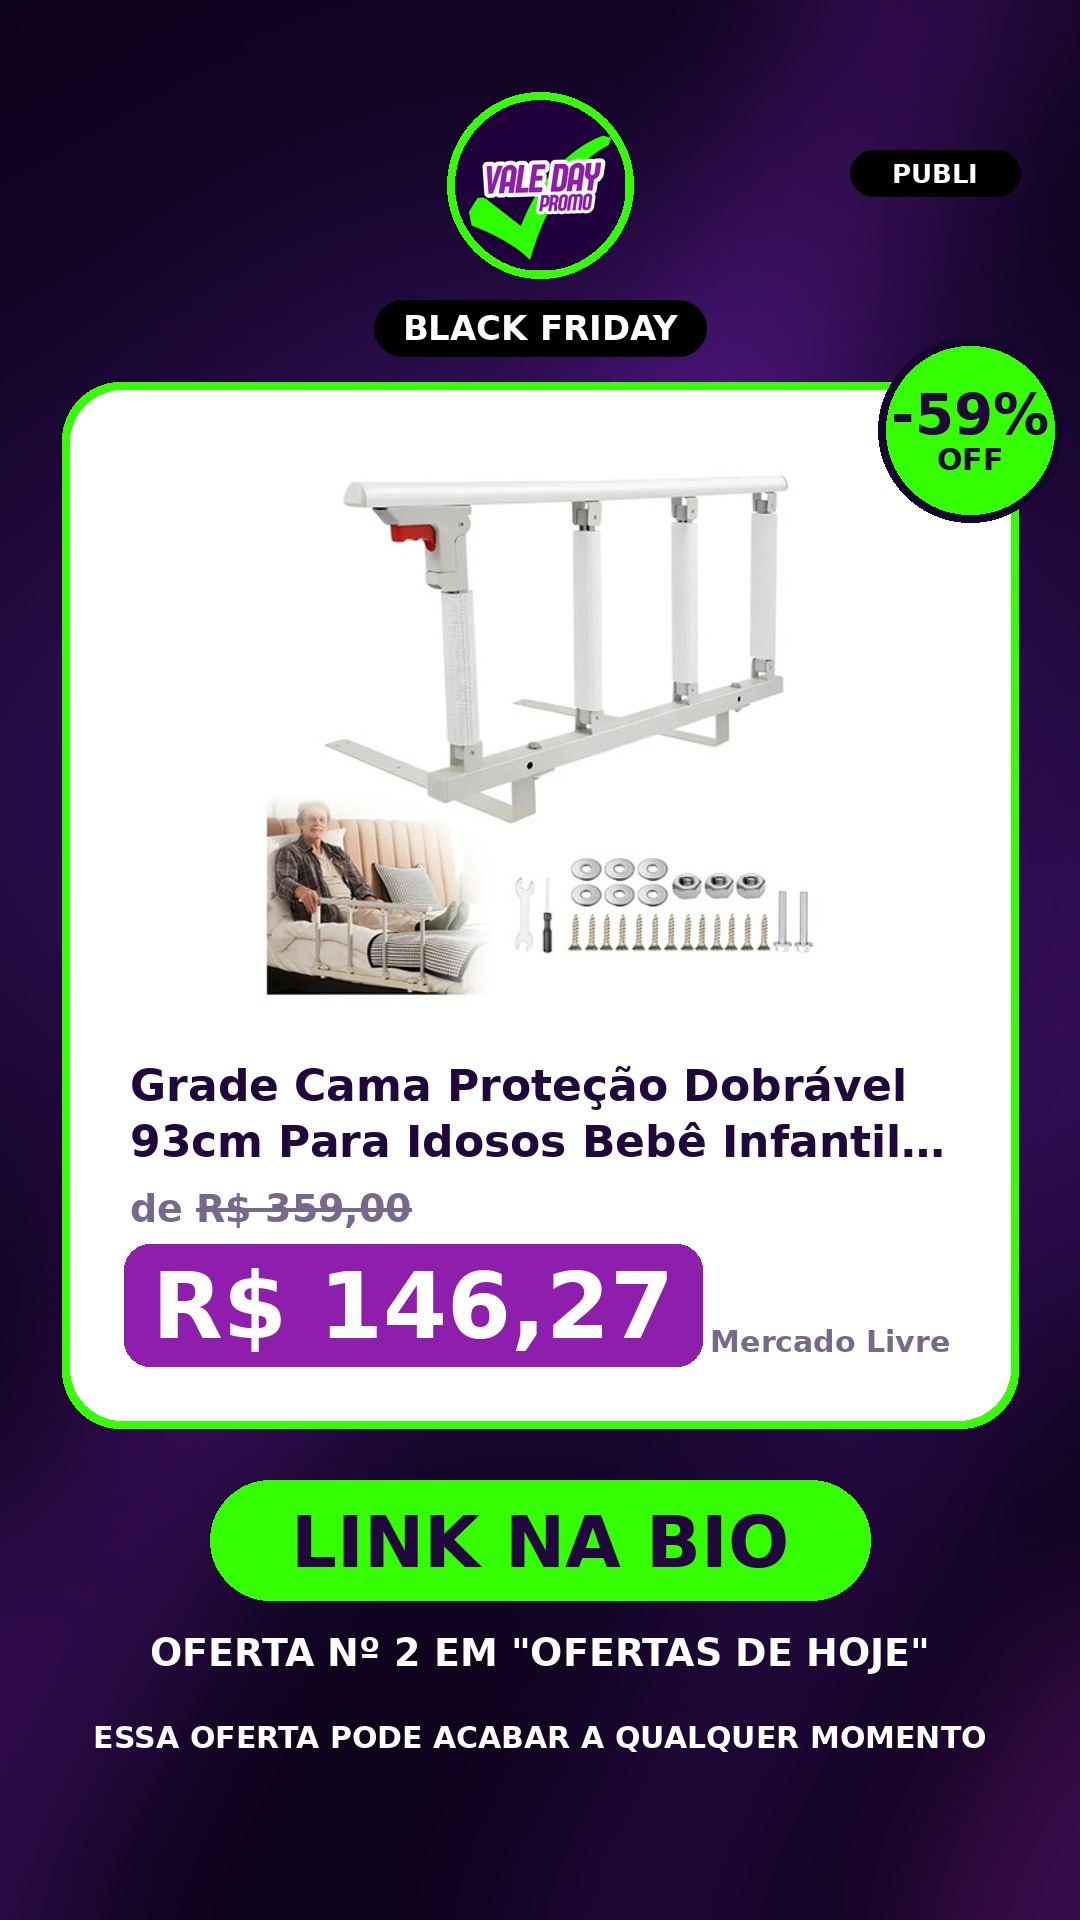 VALE DAY
PROMO
PUBLI
BLACK FRIDAY
-59%
OFF
Grade Cama Proteção Dobrável
93cm Para Idosos Bebê Infantil...
de R$ 359,00
R$ 146,27
Mercado Livre
LINK NA BIO
OFERTA Nº 2 EM "OFERTAS DE HOJE"
ESSA OFERTA PODE ACABAR A QUALQUER MOMENTO